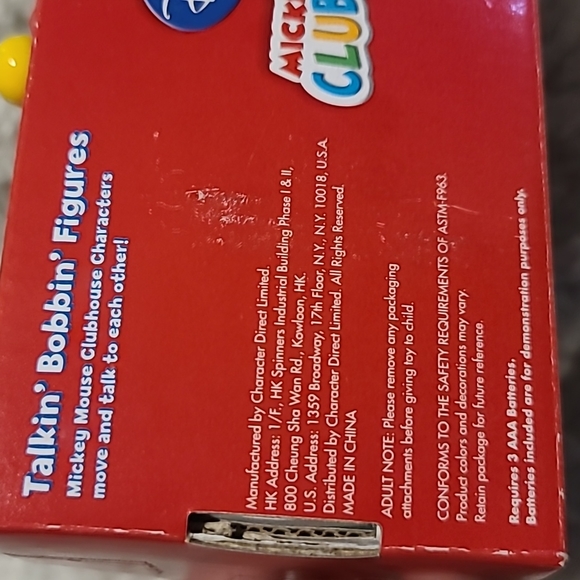 MICK
CLUB
Talkin' Bobbin' Figures
Mickey Mouse Clubhouse Characters
move and talk to each other!
Manufactured by Character Direct Limited.
HK Address: 1/F, HK Spinners Industrial Building Phase I & II,
800 Cheung Sha Wan Rd., Kowloon, HK.
U.S. Address: 1359 Broadway, 17th Floor, N.Y., N.Y. 10018, U.S.A.
Distributed by Character Direct Limited. All Rights Reserved.
MADE IN CHINA
ADULT NOTE: Please remove any packaging
attachments before giving toy to child.
CONFORMS TO THE SAFETY REQUIREMENTS OF ASTM-F963.
Product colors and decorations may vary.
Retain package for future reference.
Requires 3 AAA Batteries.
Batteries included are for demonstration purposes only.